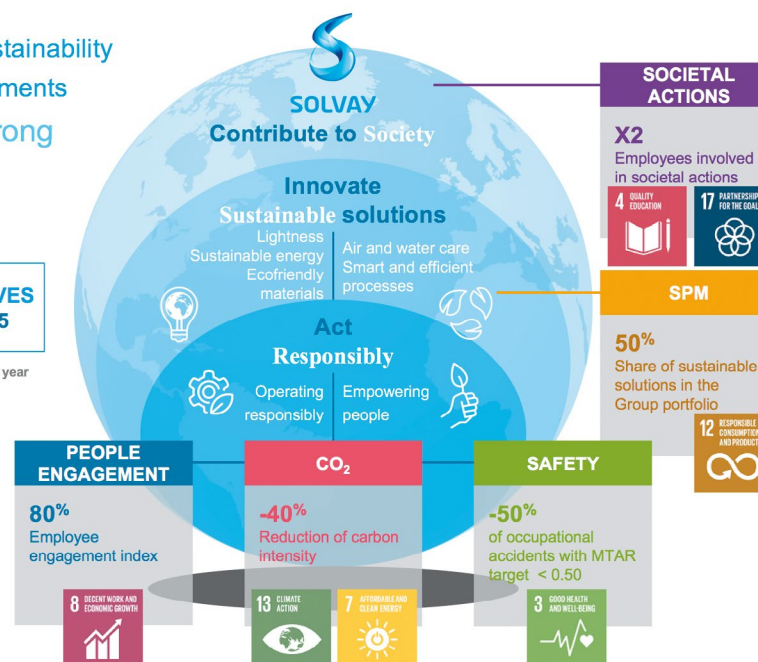 stainability
ments
rong
SOLVAY
Contribute to Society
Innovate
Sustainable solutions
Lightness
Sustainable energy
Ecofriendly
materials
Air and water care
Smart and efficient
processes
Act
Responsibly
Operating
responsibly
Empowering
people
VES
5
year
SOCIETAL
ACTIONS
X2
Employees involved
in societal actions
4 QUALITY
EDUCATION
17 PARTNERSHIP
FOR THE GOAL
SPM
50%
Share of sustainable
solutions in the
Group portfolio
12 RESPONSIBLE
CONSUMPTION
AND PRODUCT
PEOPLE
ENGAGEMENT
80%
Employee
engagement index
8 DECENT WORK AND
ECONOMIC GROWTH
CO₂
-40%
Reduction of carbon
intensity
13 CLIMATE
ACTION
7 AFFORDABLE AND
CLEAN ENERGY
SAFETY
-50%
of occupational
accidents with MTAR
target < 0.50
3 GOOD HEALTH
AND WELL-BEING